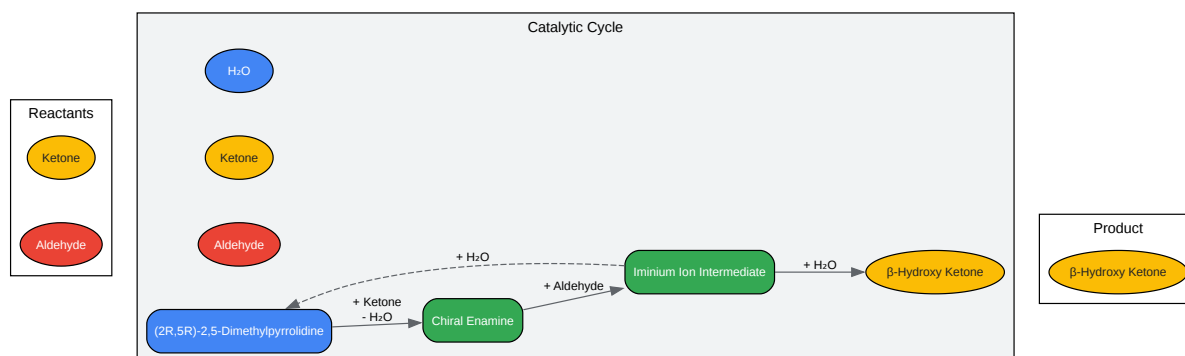 Catalytic Cycle
Reactants
Ketone
Aldehyde
H₂O
Ketone
Aldehyde
(2R,5R)-2,5-Dimethylpyrrolidine
+ Ketone
- H₂O
Chiral Enamine
+ Aldehyde
+ H₂O
Iminium Ion Intermediate
+ H₂O
β-Hydroxy Ketone
Product
β-Hydroxy Ketone